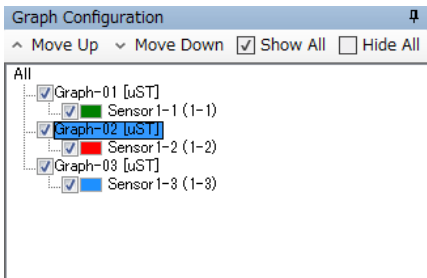 Graph Configuration
Move Up Move Down Show All Hide All
All
Graph-01 [uST]
Sensor1-1 (1-1)
Graph-02 [uST]
Sensor1-2 (1-2)
Graph-03 [uST]
Sensor1-3 (1-3)